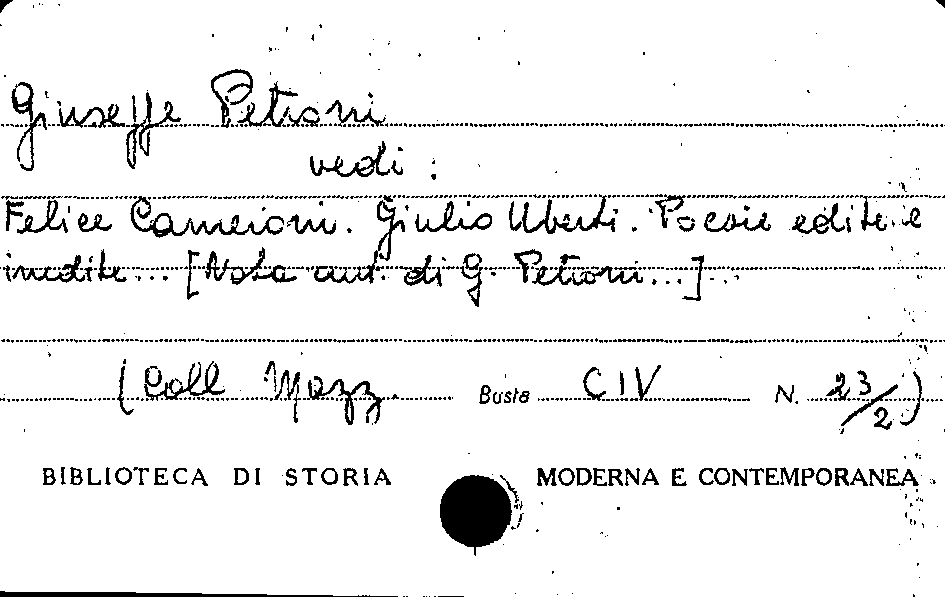 Giuseppe Petroni
vedi :
Felice Cameroni. Giulio Uberti. Poesie edite e
inedite... [Nota aut. di G. Petroni...]...
(Coll Mazz. Busta CIV N. 23/2)
BIBLIOTECA DI STORIA MODERNA E CONTEMPORANEA